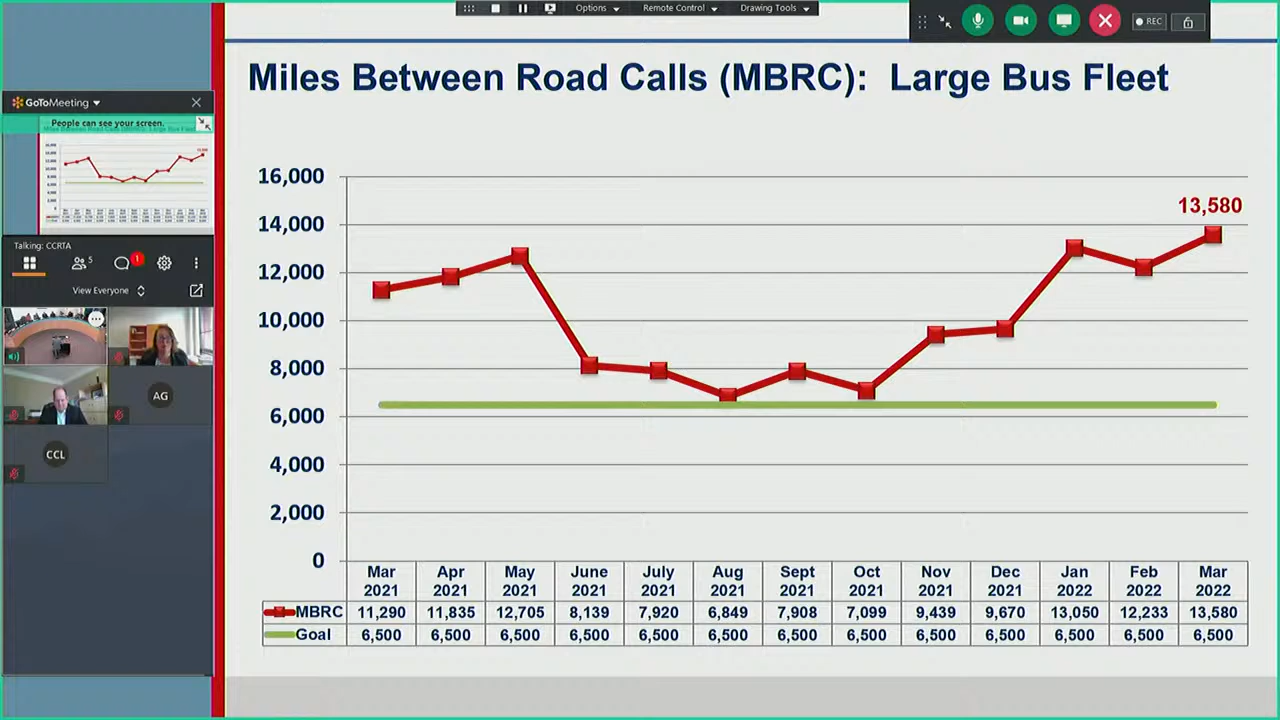 Options
Remote Control
Drawing Tools
REC
Miles Between Road Calls (MBRC): Large Bus Fleet
GoToMeeting
People can see your screen.
Talking: CCRTA
5
1
View Everyone
AG
CCL
16,000
14,000
12,000
10,000
8,000
6,000
4,000
2,000
0
13,580
Mar 2021 Apr 2021 May 2021 June 2021 July 2021 Aug 2021 Sept 2021 Oct 2021 Nov 2021 Dec 2021 Jan 2022 Feb 2022 Mar 2022
MBRC 11,290 11,835 12,705 8,139 7,920 6,849 7,908 7,099 9,439 9,670 13,050 12,233 13,580
Goal 6,500 6,500 6,500 6,500 6,500 6,500 6,500 6,500 6,500 6,500 6,500 6,500 6,500